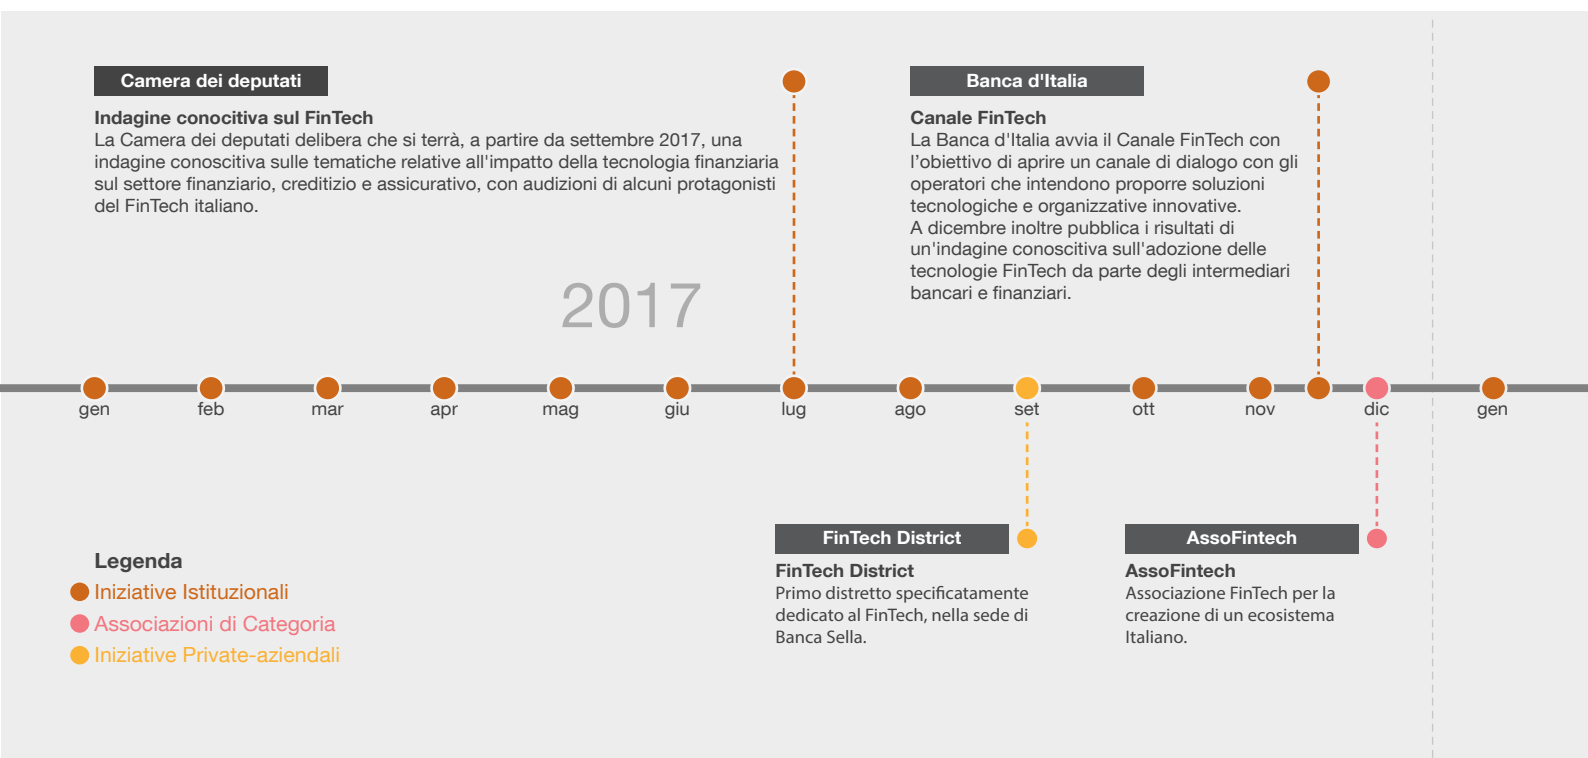 Camera dei deputati
Indagine conocitiva sul FinTech
La Camera dei deputati delibera che si terrà, a partire da settembre 2017, una
indagine conoscitiva sulle tematiche relative all'impatto della tecnologia finanziaria
sul settore finanziario, creditizio e assicurativo, con audizioni di alcuni protagonisti
del FinTech italiano.
Banca d'Italia
Canale FinTech
La Banca d'Italia avvia il Canale FinTech con
l’obiettivo di aprire un canale di dialogo con gli
operatori che intendono proporre soluzioni
tecnologiche e organizzative innovative.
A dicembre inoltre pubblica i risultati di
un'indagine conoscitiva sull'adozione delle
tecnologie FinTech da parte degli intermediari
bancari e finanziari.
2017
gen feb mar apr mag giu lug ago set ott nov dic gen
FinTech District
FinTech District
Primo distretto specificatamente
dedicato al FinTech, nella sede di
Banca Sella.
AssoFintech
AssoFintech
Associazione FinTech per la
creazione di un ecosistema
Italiano.
Legenda
Iniziative Istituzionali
Associazioni di Categoria
Iniziative Private-aziendali